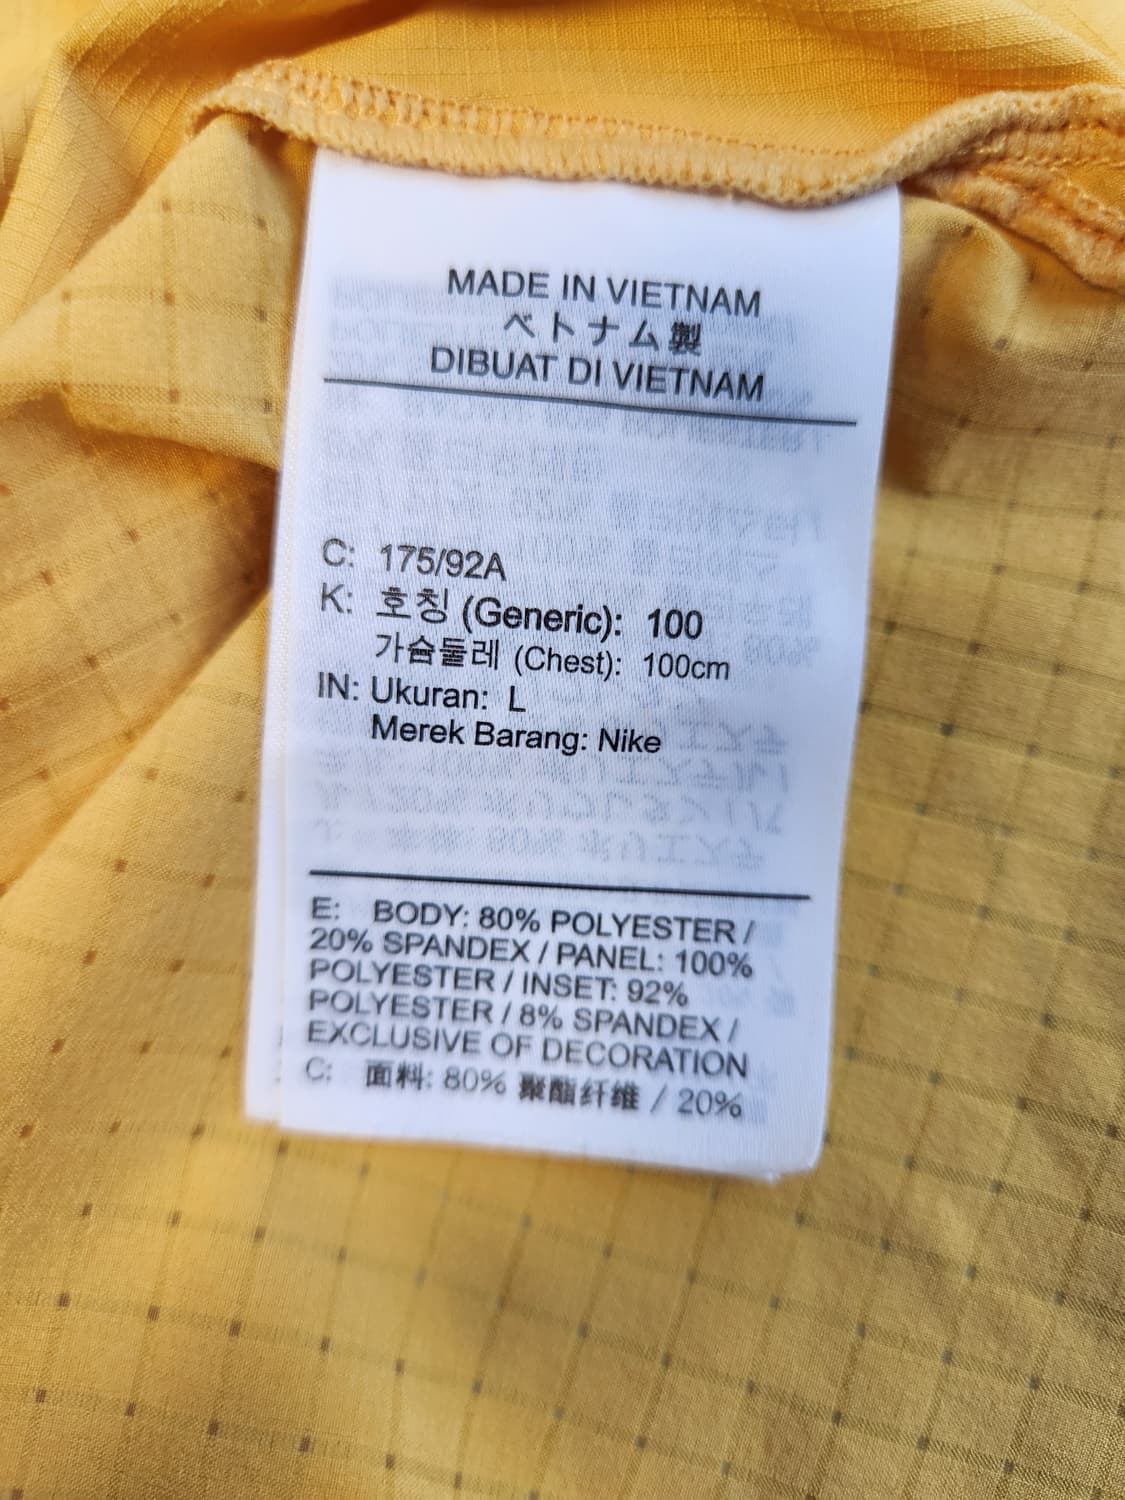 MADE IN VIETNAM
ベトナム製
DIBUAT DI VIETNAM
C: 175/92A
K: 호칭 (Generic): 100
가슴둘레 (Chest): 100cm
IN: Ukuran: L
Merek Barang: Nike
E: BODY: 80% POLYESTER /
20% SPANDEX / PANEL: 100%
POLYESTER / INSET: 92%
POLYESTER / 8% SPANDEX /
EXCLUSIVE OF DECORATION
C: 面料: 80% 聚酯纤维 / 20%